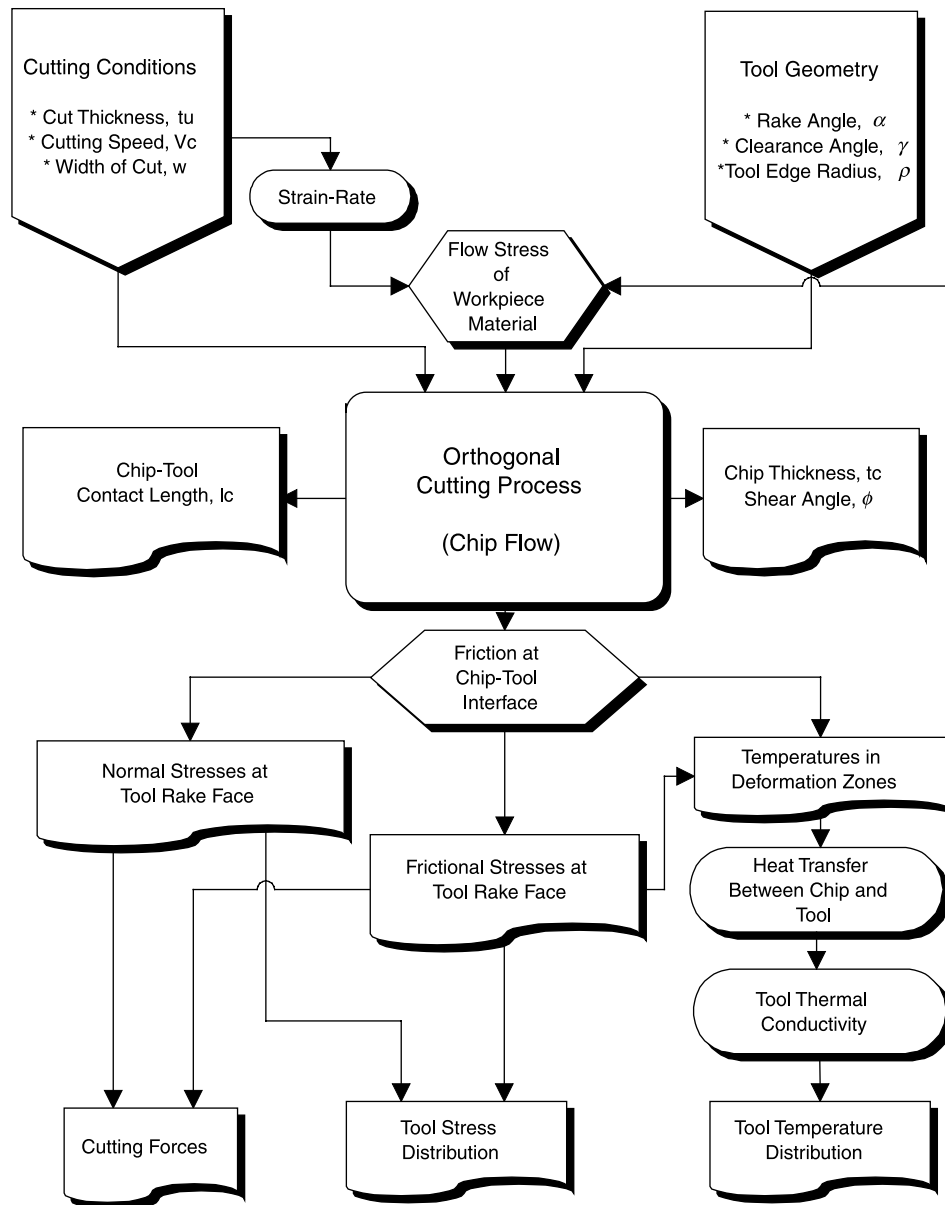 Cutting Conditions
* Cut Thickness, tu
* Cutting Speed, Vc
* Width of Cut, w
Tool Geometry
* Rake Angle, α
* Clearance Angle, γ
*Tool Edge Radius, ρ
Strain-Rate
Flow Stress
of
Workpiece
Material
Chip-Tool
Contact Length, lc
Orthogonal
Cutting Process
(Chip Flow)
Chip Thickness, tc
Shear Angle, ϕ
Friction at
Chip-Tool
Interface
Normal Stresses at
Tool Rake Face
Temperatures in
Deformation Zones
Frictional Stresses at
Tool Rake Face
Heat Transfer
Between Chip and
Tool
Tool Thermal
Conductivity
Cutting Forces
Tool Stress
Distribution
Tool Temperature
Distribution